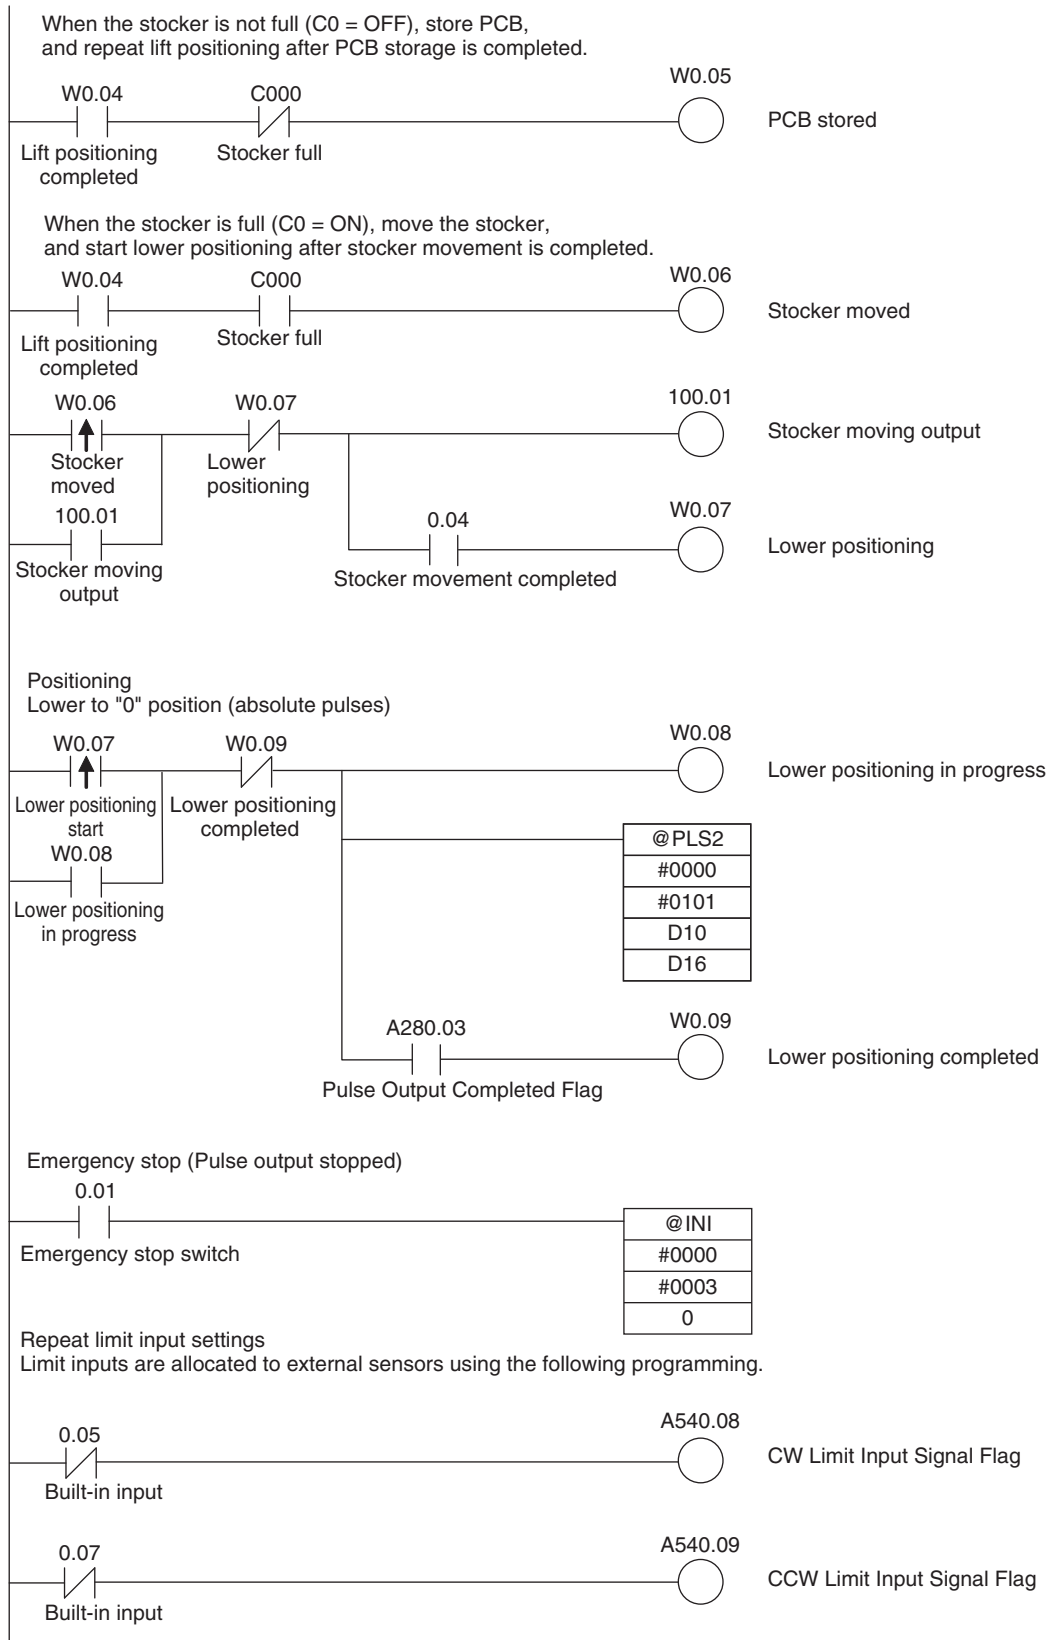 When the stocker is not full (C0 = OFF), store PCB,
and repeat lift positioning after PCB storage is completed.
W0.04 C000 W0.05
PCB stored
Lift positioning completed
Stocker full
When the stocker is full (C0 = ON), move the stocker,
and start lower positioning after stocker movement is completed.
W0.04 C000 W0.06
Stocker moved
Lift positioning completed
Stocker full
W0.06 W0.07 100.01
Stocker moving output
Stocker moved
Lower positioning
100.01 0.04 W0.07
Lower positioning
Stocker moving output
Stocker movement completed
Positioning
Lower to "0" position (absolute pulses)
W0.07 W0.09 W0.08
Lower positioning in progress
Lower positioning start
Lower positioning completed
W0.08
Lower positioning in progress
@PLS2
#0000
#0101
D10
D16
A280.03 W0.09
Lower positioning completed
Pulse Output Completed Flag
Emergency stop (Pulse output stopped)
0.01
Emergency stop switch
@INI
#0000
#0003
0
Repeat limit input settings
Limit inputs are allocated to external sensors using the following programming.
0.05 A540.08
CW Limit Input Signal Flag
Built-in input
0.07 A540.09
CCW Limit Input Signal Flag
Built-in input